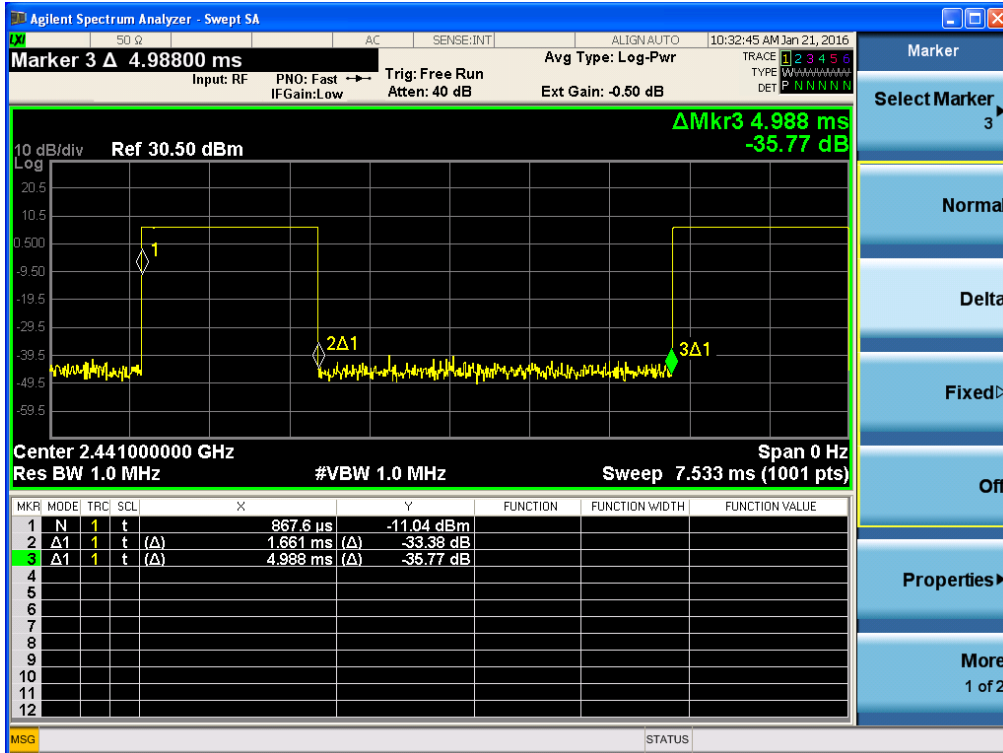 Agilent Spectrum Analyzer - Swept SA
LXI 50 Ω AC SENSE:INT ALIGN AUTO 10:32:45 AM Jan 21, 2016
Marker 3 Δ 4.98800 ms
Input: RF PNO: Fast Trig: Free Run Avg Type: Log-Pwr TRACE 1 2 3 4 5 6
TYPE WWWWWW
IFGain:Low Atten: 40 dB Ext Gain: -0.50 dB DET P N N N N N
ΔMkr3 4.988 ms
-35.77 dB
10 dB/div Ref 30.50 dBm
Log
20.5
10.5
0.500
-9.50
-19.5
-29.5
-39.5
-49.5
-59.5
1
2Δ1
3Δ1
Center 2.441000000 GHz Span 0 Hz
Res BW 1.0 MHz #VBW 1.0 MHz Sweep 7.533 ms (1001 pts)
MKR MODE TRC SCL X Y FUNCTION FUNCTION WIDTH FUNCTION VALUE
1 N 1 t 867.6 µs -11.04 dBm
2 Δ1 1 t (Δ) 1.661 ms (Δ) -33.38 dB
3 Δ1 1 t (Δ) 4.988 ms (Δ) -35.77 dB
4
5
6
7
8
9
10
11
12
MSG STATUS
Marker
Select Marker
3
Normal
Delta
Fixed
Off
Properties
More
1 of 2